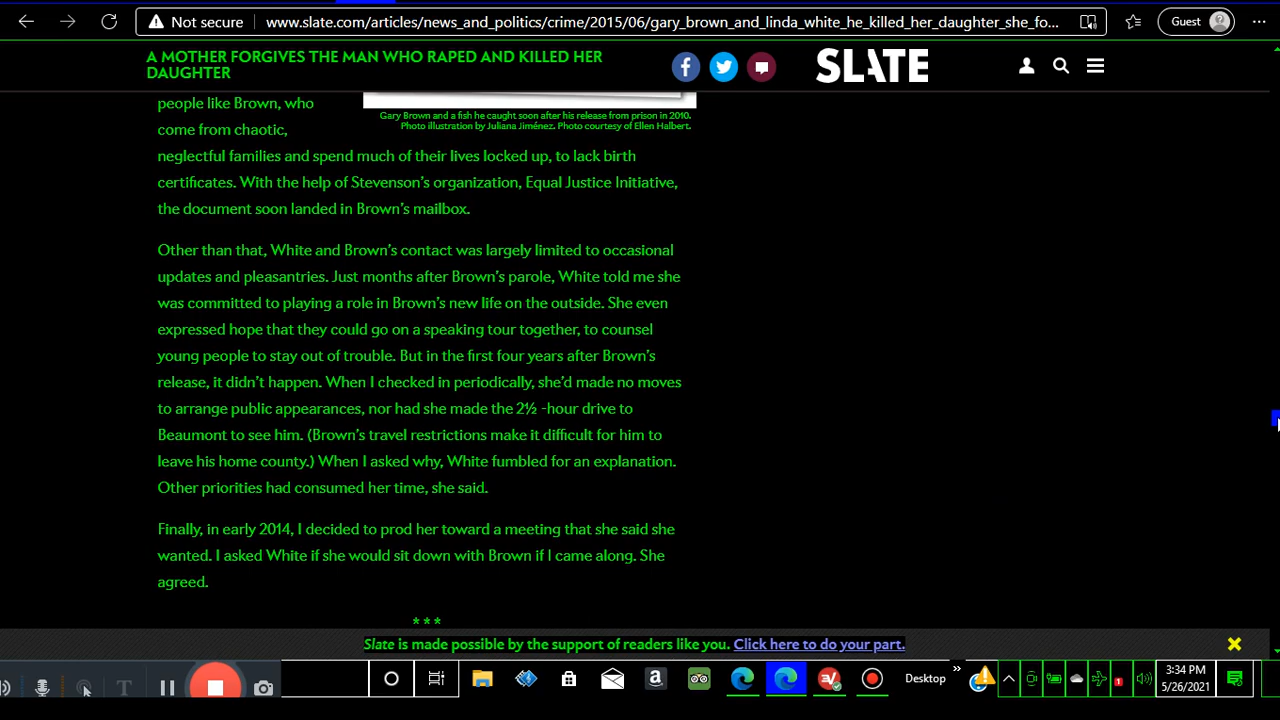 Not secure
www.slate.com/articles/news_and_politics/crime/2015/06/gary_brown_and_linda_white_he_killed_her_daughter_she_fo...
Guest
A MOTHER FORGIVES THE MAN WHO RAPED AND KILLED HER
DAUGHTER
SLATE
people like Brown, who
come from chaotic,
Gary Brown and a fish he caught soon after his release from prison in 2010.
Photo illustration by Juliana Jiménez. Photo courtesy of Ellen Halbert.
neglectful families and spend much of their lives locked up, to lack birth
certificates. With the help of Stevenson’s organization, Equal Justice Initiative,
the document soon landed in Brown’s mailbox.
Other than that, White and Brown’s contact was largely limited to occasional
updates and pleasantries. Just months after Brown’s parole, White told me she
was committed to playing a role in Brown’s new life on the outside. She even
expressed hope that they could go on a speaking tour together, to counsel
young people to stay out of trouble. But in the first four years after Brown’s
release, it didn’t happen. When I checked in periodically, she’d made no moves
to arrange public appearances, nor had she made the 2½ -hour drive to
Beaumont to see him. (Brown’s travel restrictions make it difficult for him to
leave his home county.) When I asked why, White fumbled for an explanation.
Other priorities had consumed her time, she said.
Finally, in early 2014, I decided to prod her toward a meeting that she said she
wanted. I asked White if she would sit down with Brown if I came along. She
agreed.
* * *
Slate is made possible by the support of readers like you. Click here to do your part.
Desktop
3:34 PM
5/26/2021